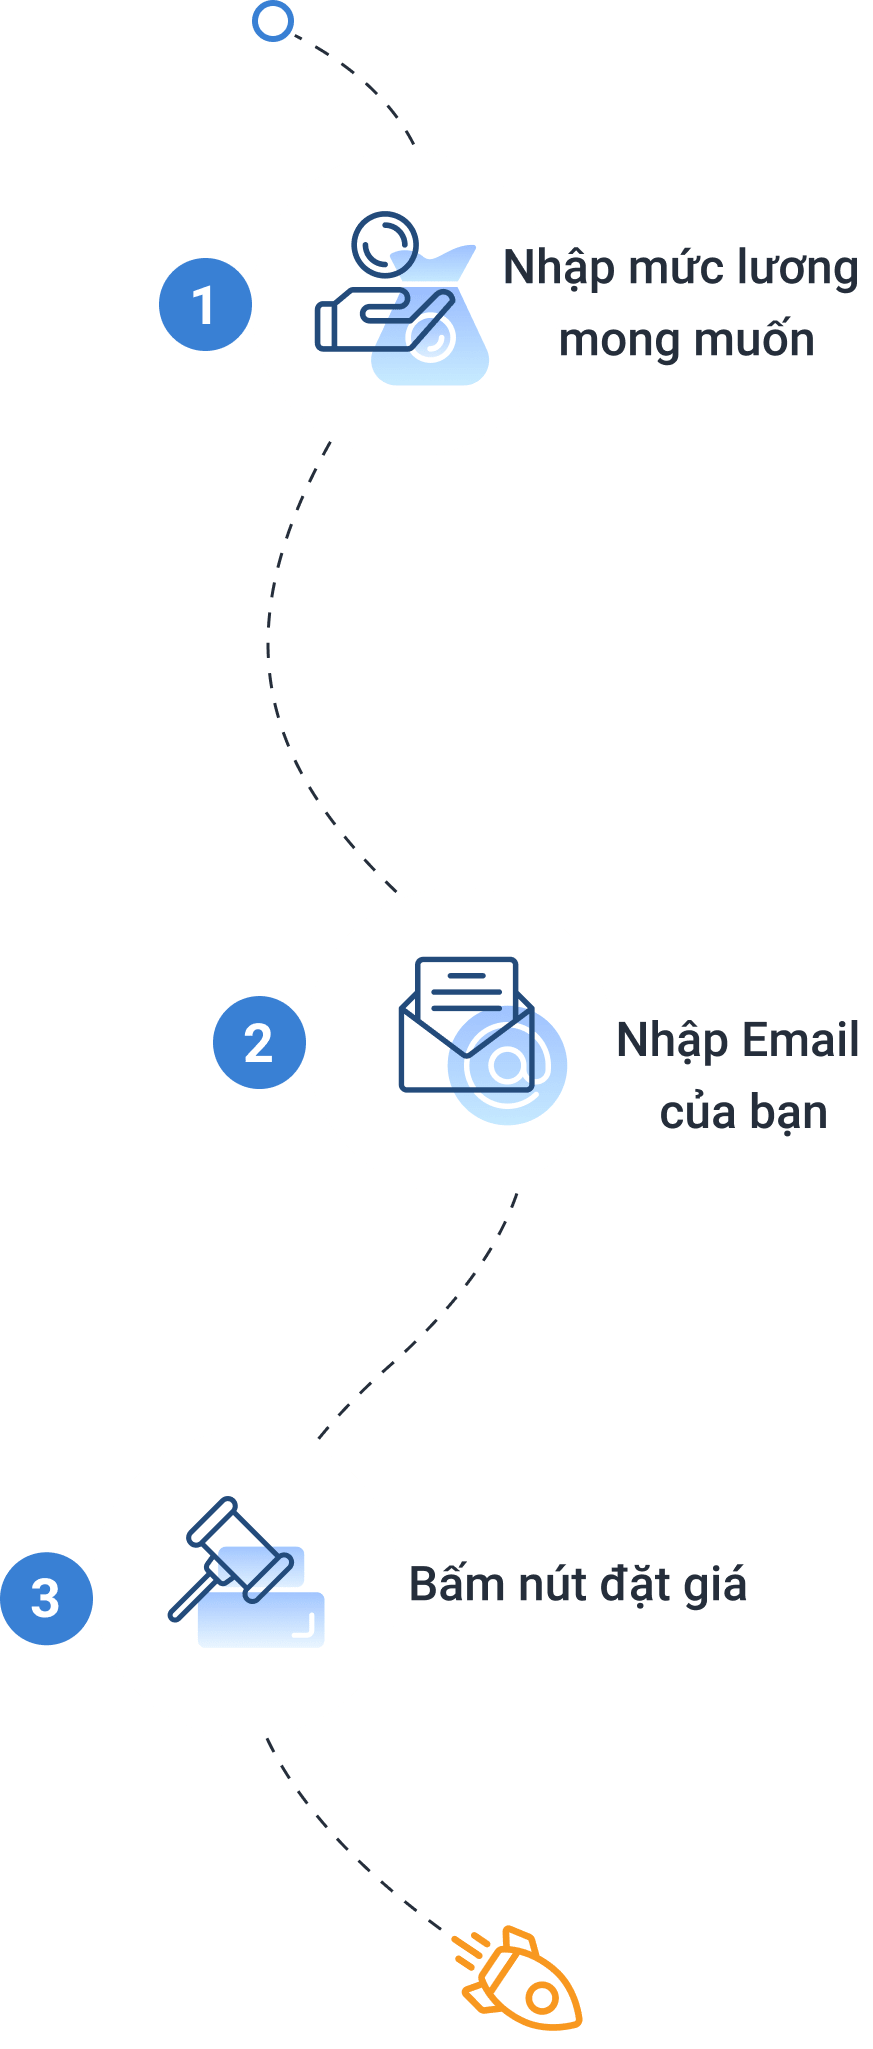 1
Nhập mức lương
mong muốn
2
Nhập Email
của bạn
3
Bấm nút đặt giá